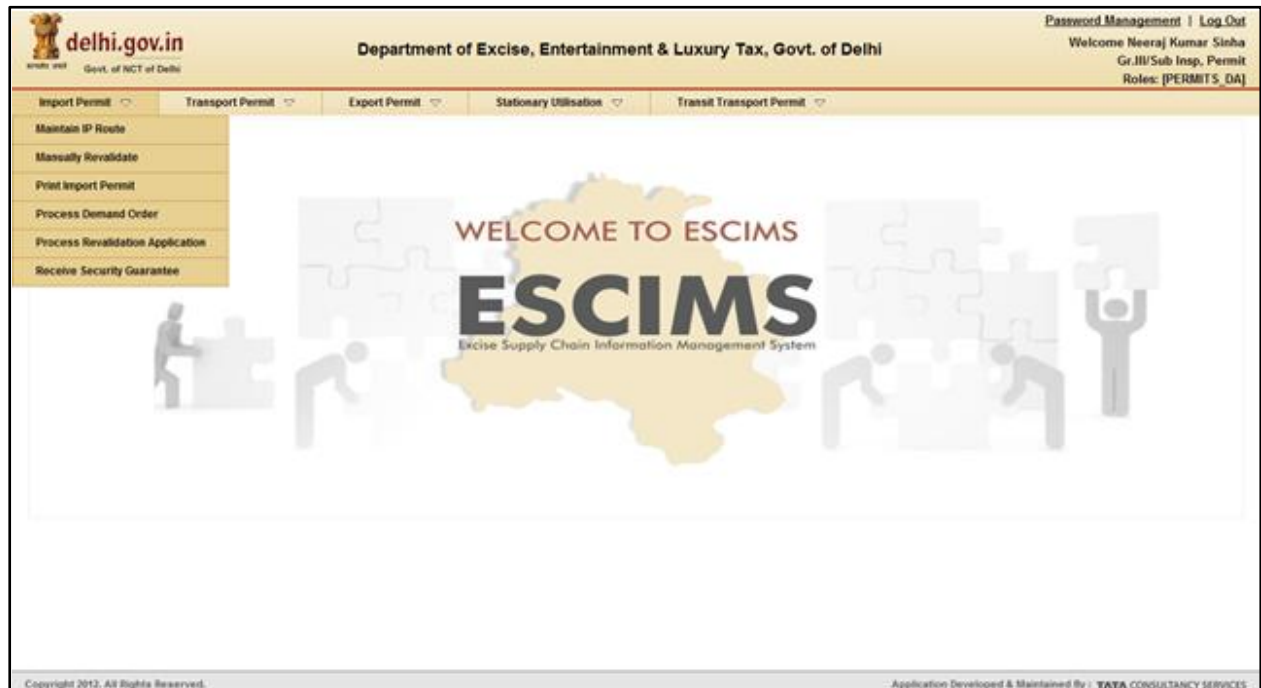 Password Management | Log Out
delhi.gov.in
Govt. of NCT of Delhi
Department of Excise, Entertainment & Luxury Tax, Govt. of Delhi
Welcome Neeraj Kumar Sinha
Gr.III/Sub Insp, Permit
Roles: [PERMITS_DA]
Import Permit Transport Permit Export Permit Stationary Utilisation Transit Transport Permit
Maintain IP Route
Manually Revalidate
Print Import Permit
Process Demand Order
Process Revalidation Application
Receive Security Guarantee
WELCOME TO ESCIMS
ESCIMS
Excise Supply Chain Information Management System
Copyright 2012. All Rights Reserved. Application Developed & Maintained By : TATA CONSULTANCY SERVICES